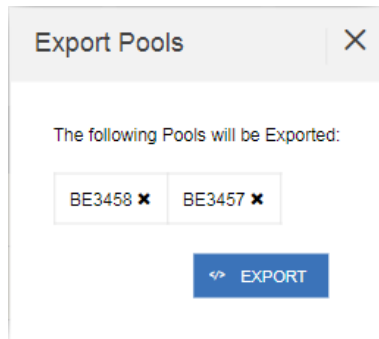 Export Pools
The following Pools will be Exported:
BE3458 ✖ BE3457 ✖
</> EXPORT